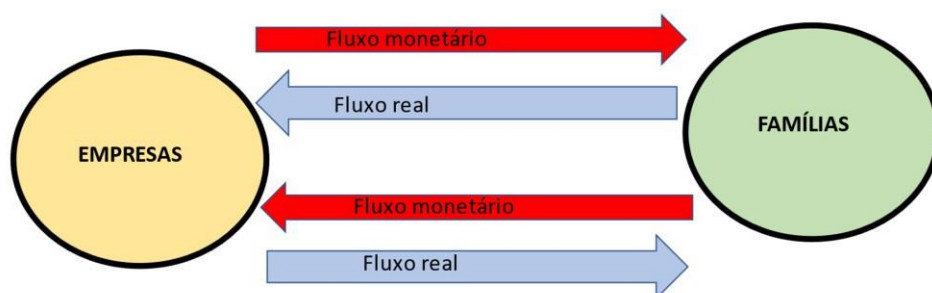 Fluxo monetário
Fluxo real
EMPRESAS
FAMÍLIAS
Fluxo monetário
Fluxo real